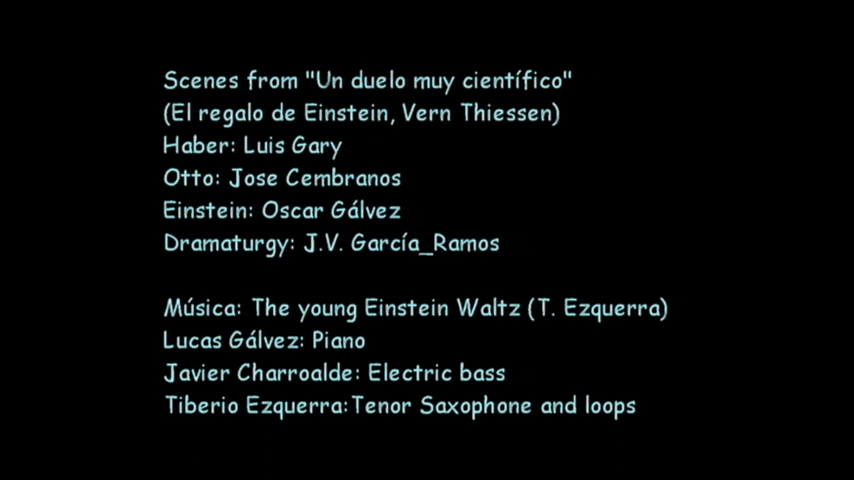 Scenes from "Un duelo muy científico"
(El regalo de Einstein, Vern Thiessen)
Haber: Luis Gary
Otto: Jose Cembranos
Einstein: Oscar Gálvez
Dramaturgy: J.V. García_Ramos
Música: The young Einstein Waltz (T. Ezquerra)
Lucas Gálvez: Piano
Javier Charroalde: Electric bass
Tiberio Ezquerra:Tenor Saxophone and loops